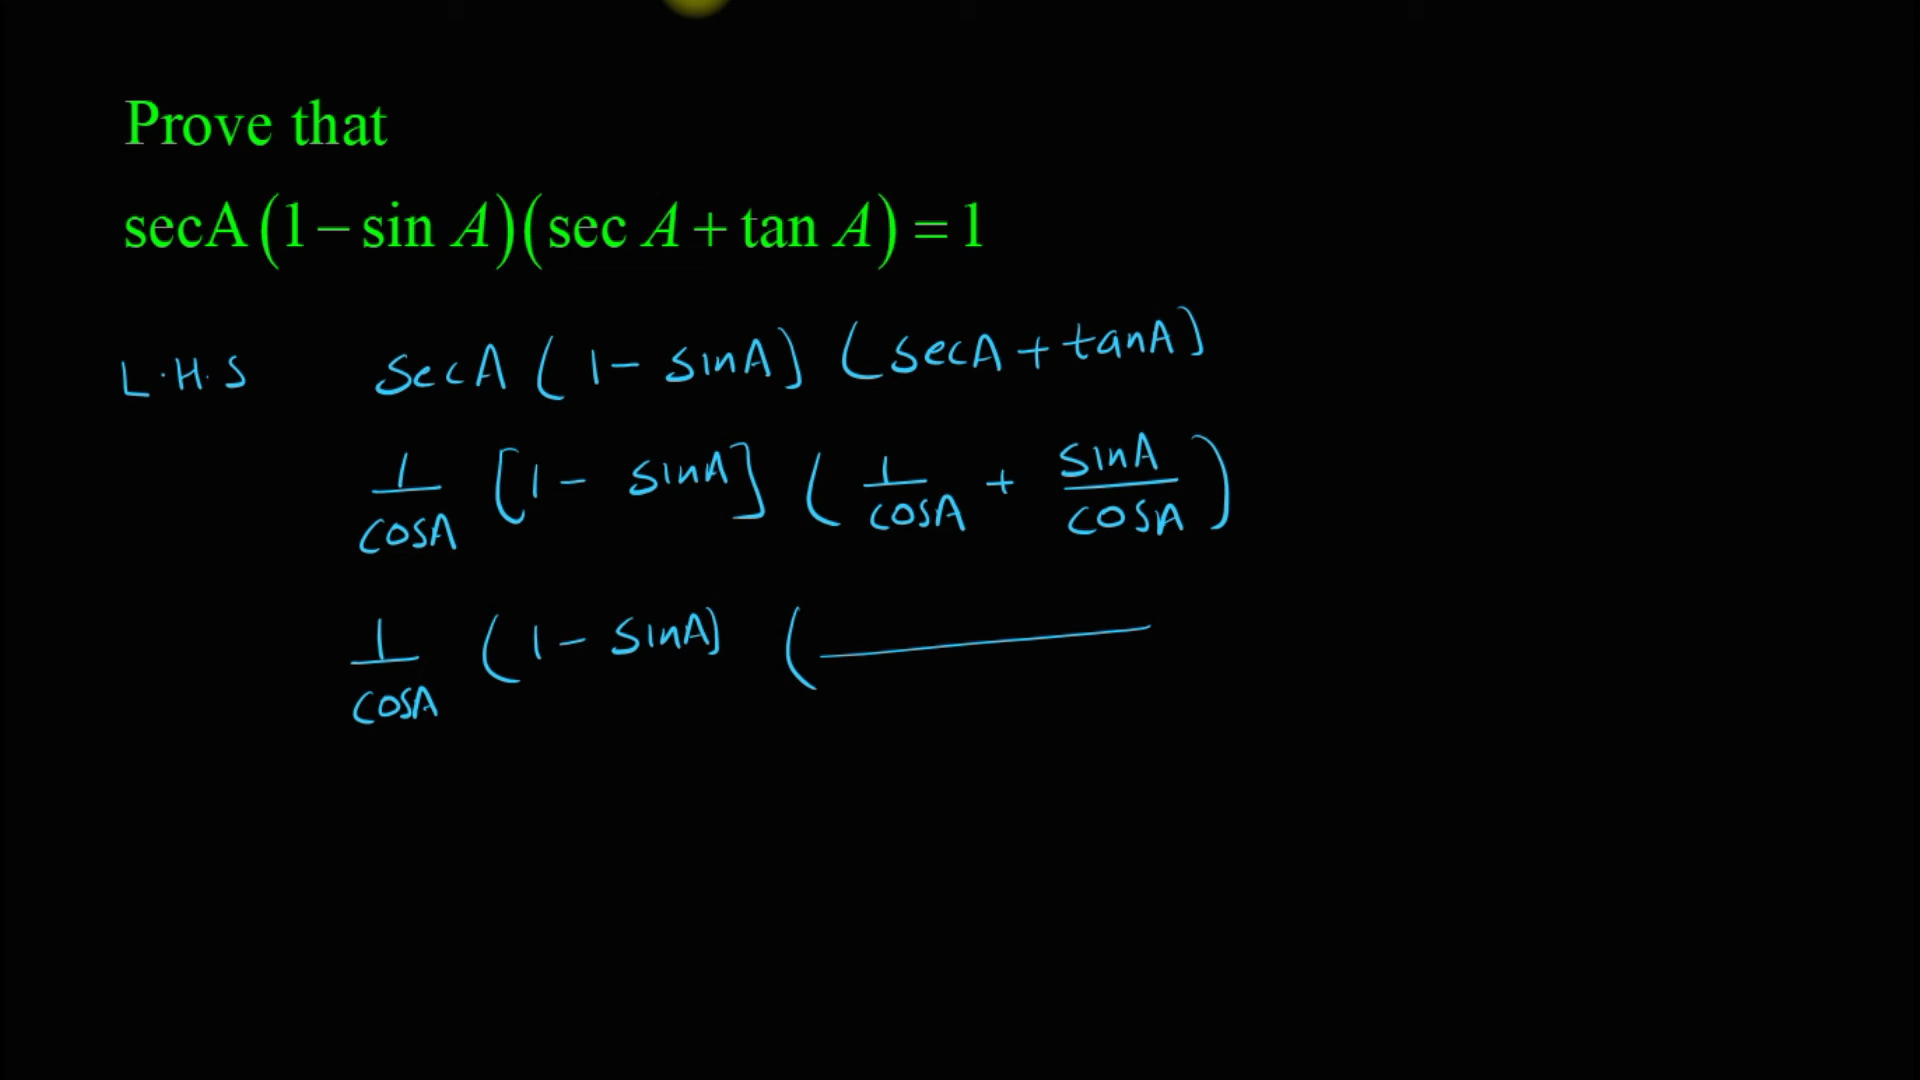 Prove that
secA(1−sin A)(sec A+tan A)=1
L.H.S secA (1 − sinA) (secA + tanA)
1/cosA [1 − sinA] (1/cosA + sinA/cosA)
1/cosA (1 − sinA) (